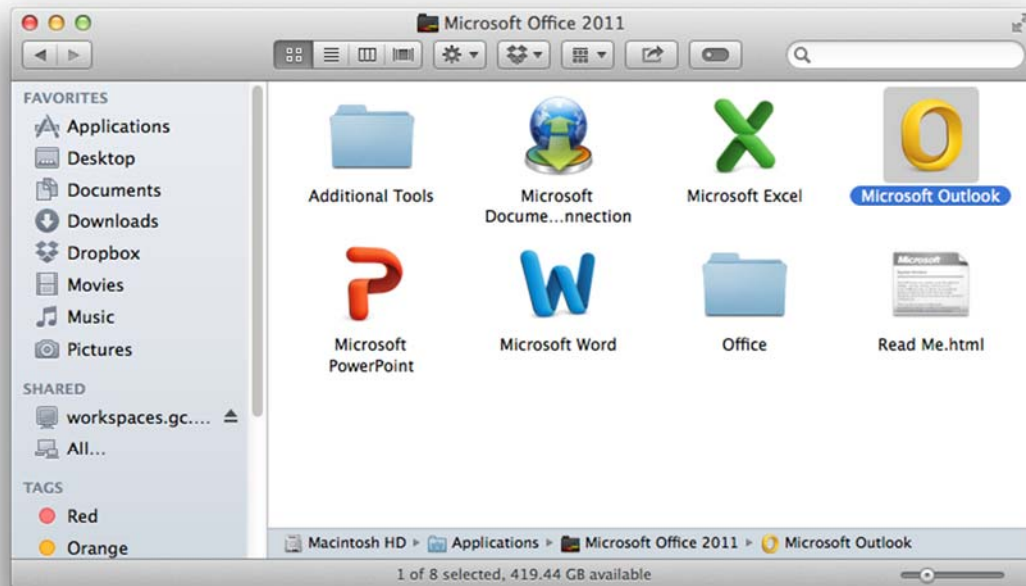 Microsoft Office 2011
FAVORITES
Applications
Desktop
Documents
Downloads
Dropbox
Movies
Music
Pictures
SHARED
workspaces.gc....
All...
TAGS
Red
Orange
Additional Tools
Microsoft
Docume...nnection
Microsoft Excel
Microsoft Outlook
Microsoft
PowerPoint
Microsoft Word
Office
Microsoft
Read Me.html
Macintosh HD
Applications
Microsoft Office 2011
Microsoft Outlook
1 of 8 selected, 419.44 GB available